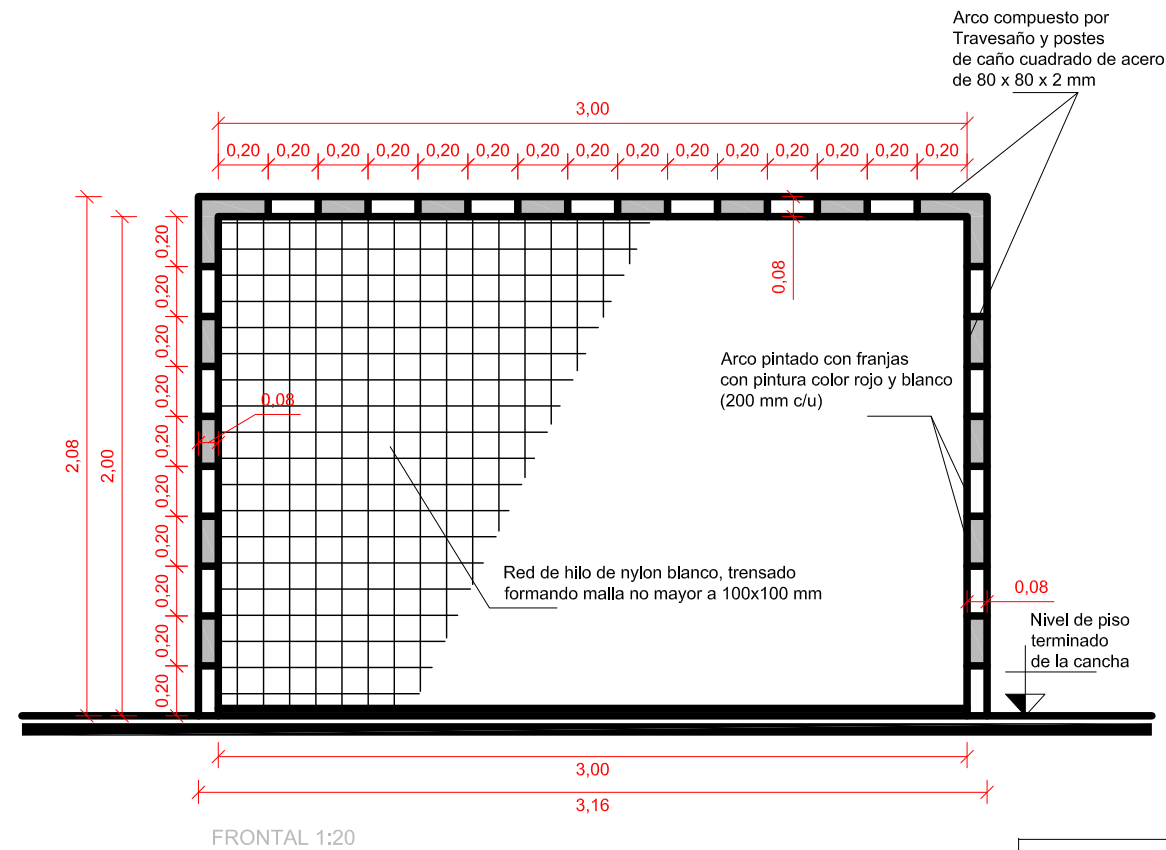 Arco compuesto por
Travesaño y postes
de caño cuadrado de acero
de 80 x 80 x 2 mm
3,00
0,20 0,20 0,20 0,20 0,20 0,20 0,20 0,20 0,20 0,20 0,20 0,20 0,20 0,20 0,20
0,20
0,20
0,20
0,20
0,20
0,20
0,20
0,20
0,20
0,20
2,08
2,00
0,08
0,08
Arco pintado con franjas
con pintura color rojo y blanco
(200 mm c/u)
Red de hilo de nylon blanco, trensado
formando malla no mayor a 100x100 mm
0,08
Nivel de piso
terminado
de la cancha
3,00
3,16
FRONTAL 1:20